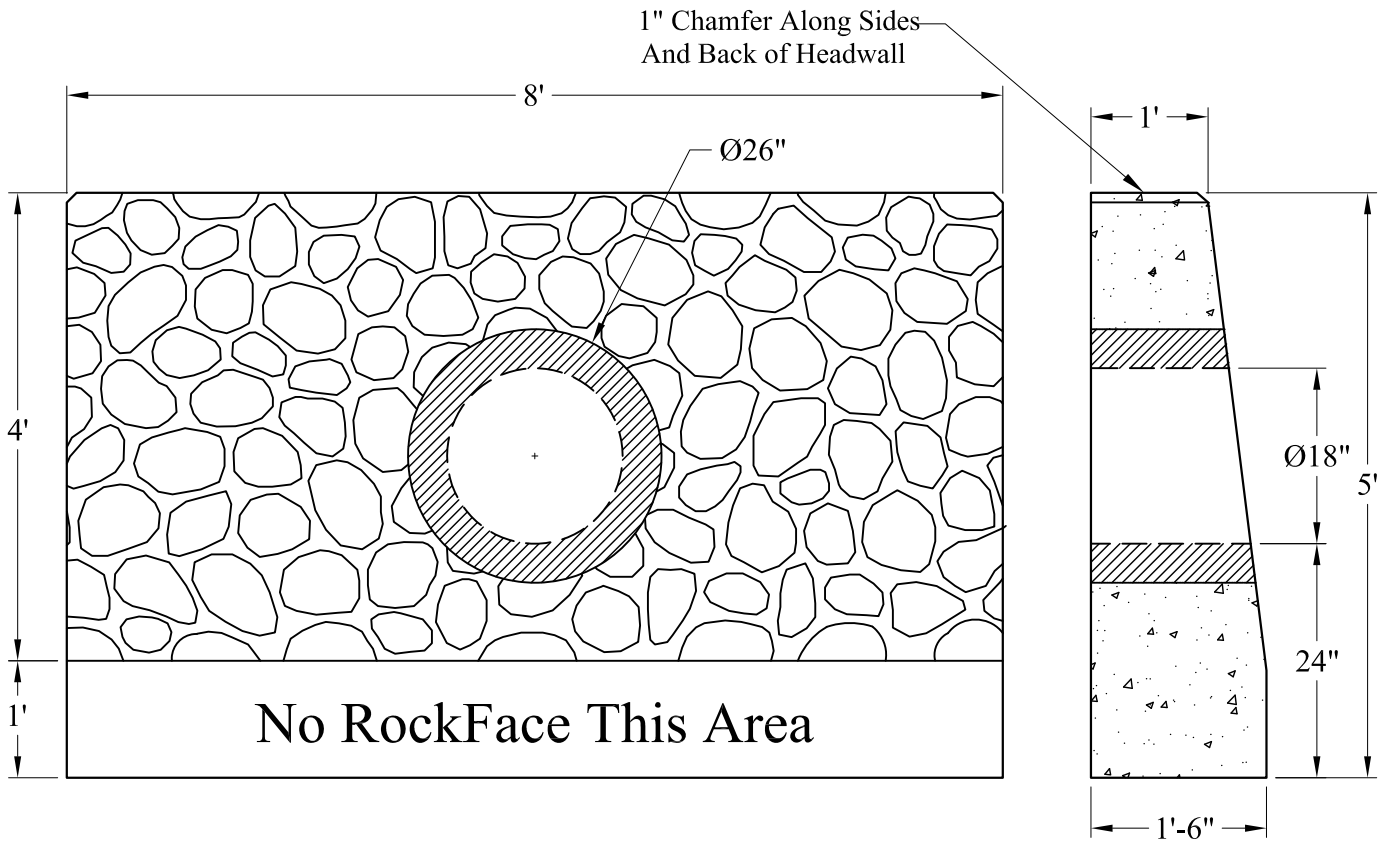 1" Chamfer Along Sides
And Back of Headwall
8'
1'
Ø26"
4'
Ø18"
5'
24"
1'
No RockFace This Area
1'-6"